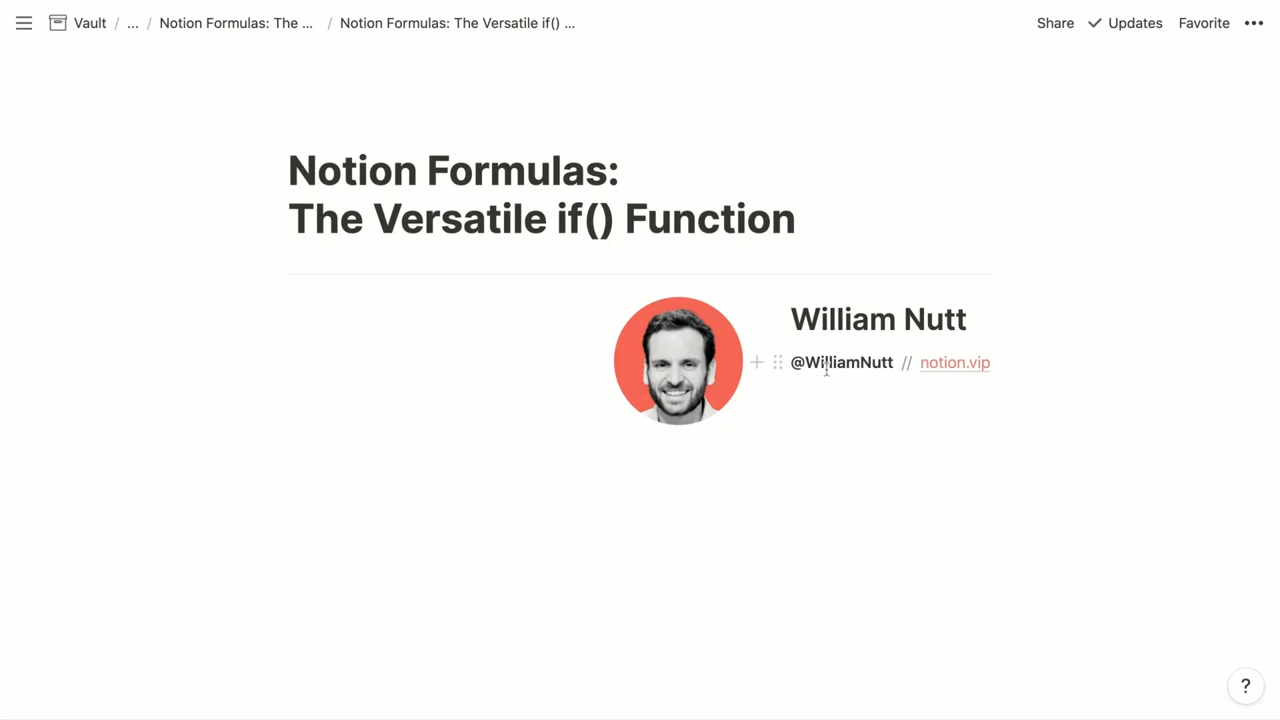 Vault / ... / Notion Formulas: The ... / Notion Formulas: The Versatile if() ...
Share Updates Favorite •••
Notion Formulas:
The Versatile if() Function
William Nutt
@WilliamNutt // notion.vip
?